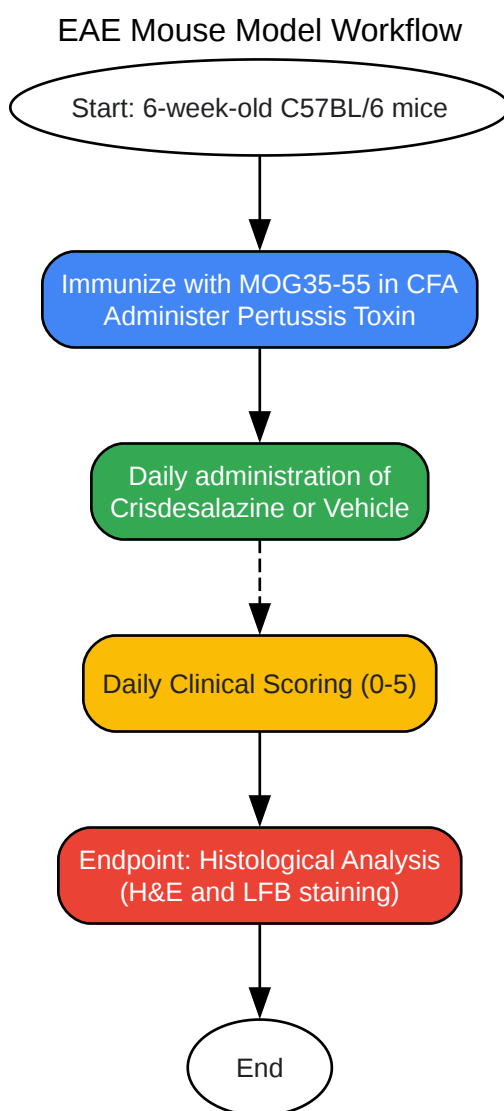 EAE Mouse Model Workflow
Start: 6-week-old C57BL/6 mice
Immunize with MOG35-55 in CFA
Administer Pertussis Toxin
Daily administration of
Crisdesalazine or Vehicle
Daily Clinical Scoring (0-5)
Endpoint: Histological Analysis
(H&E and LFB staining)
End